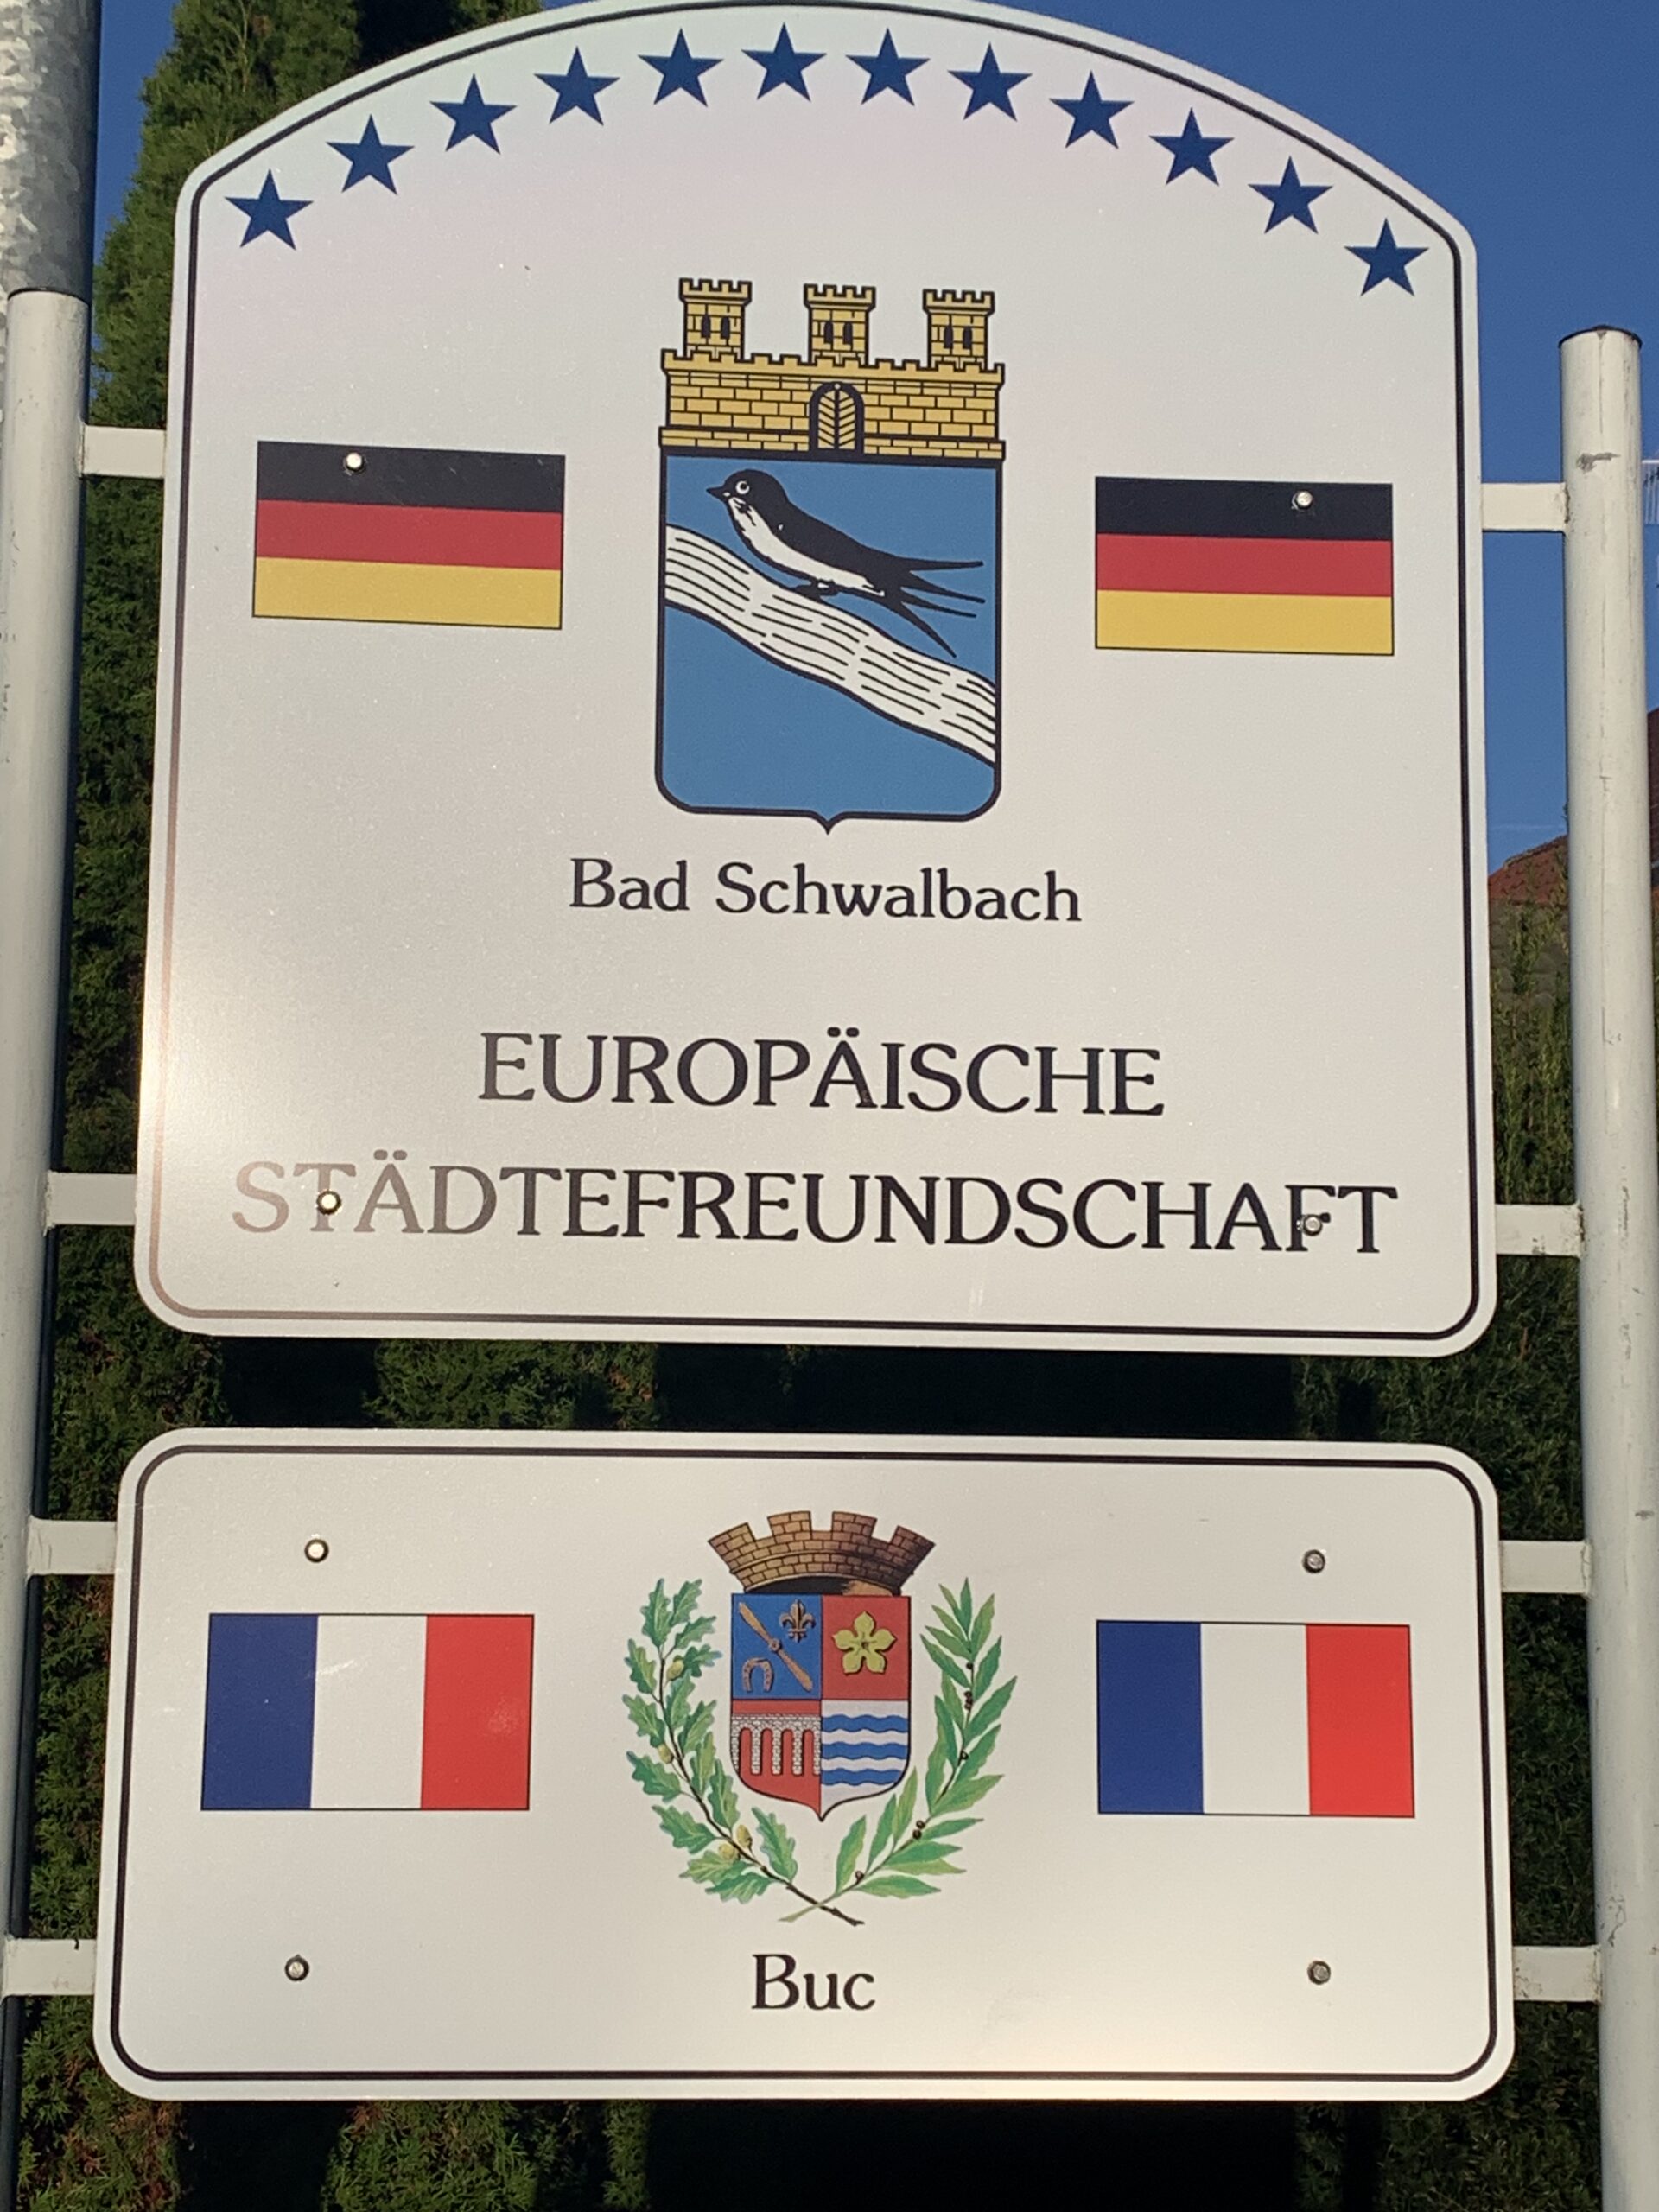 Bad Schwalbach
EUROPÄISCHE
STÄDTEFREUNDSCHAFT
Buc